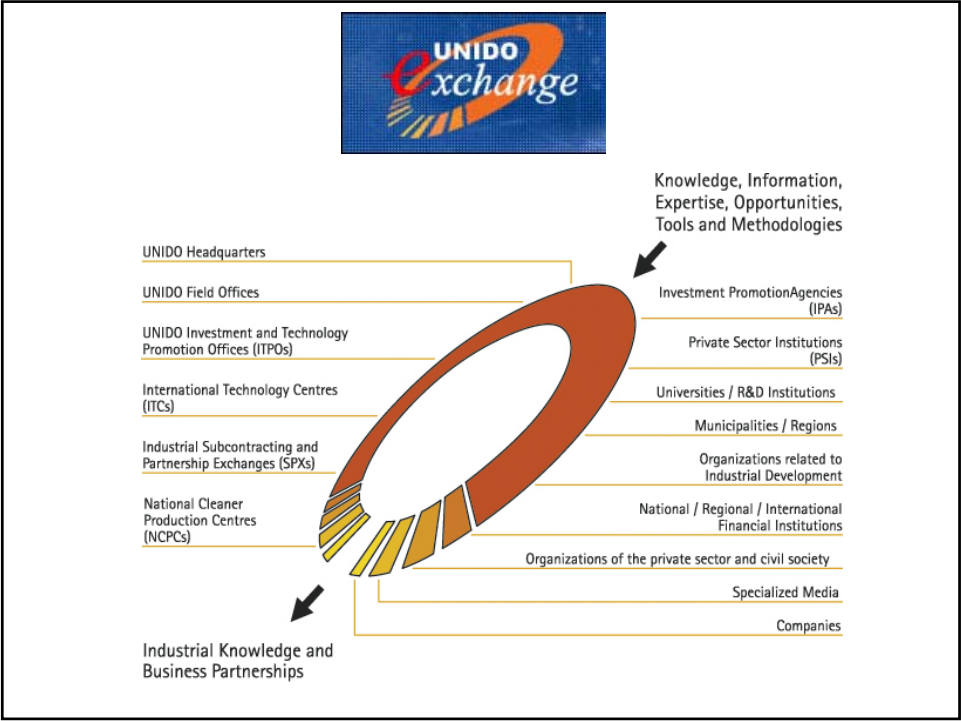 UNIDO
exchange
Knowledge, Information,
Expertise, Opportunities,
Tools and Methodologies
UNIDO Headquarters
UNIDO Field Offices
UNIDO Investment and Technology
Promotion Offices (ITPOs)
International Technology Centres
(ITCs)
Industrial Subcontracting and
Partnership Exchanges (SPXs)
National Cleaner
Production Centres
(NCPCs)
Investment PromotionAgencies
(IPAs)
Private Sector Institutions
(PSIs)
Universities / R&D Institutions
Municipalities / Regions
Organizations related to
Industrial Development
National / Regional / International
Financial Institutions
Organizations of the private sector and civil society
Specialized Media
Companies
Industrial Knowledge and
Business Partnerships